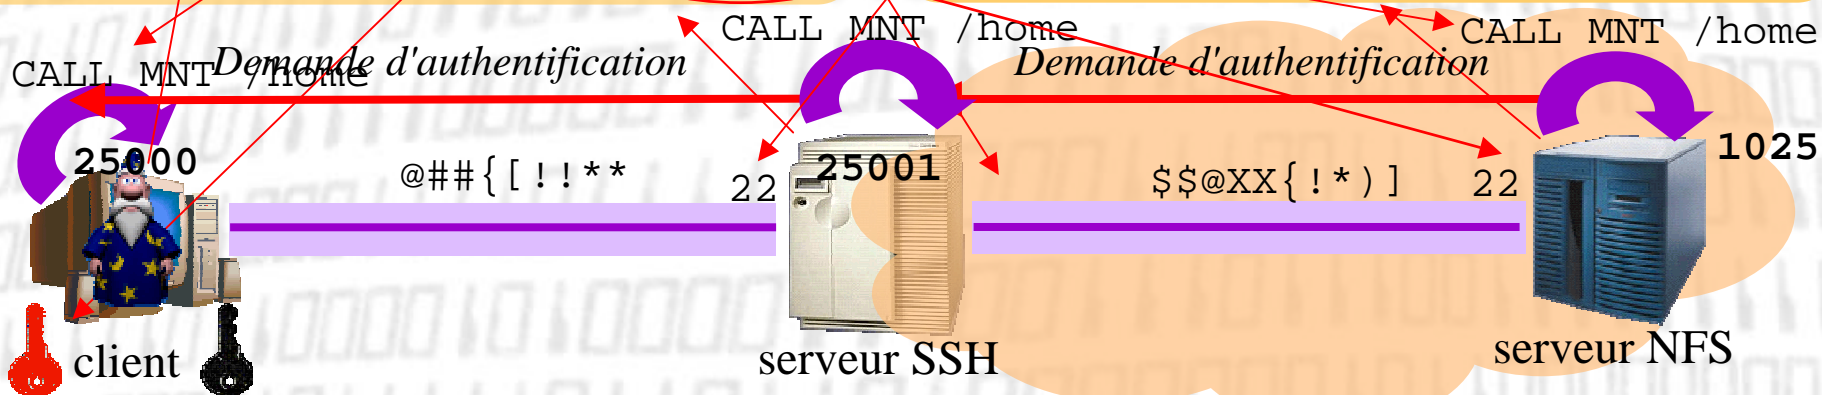 CALL MNT /home
CALL MNT /home
CALL MNT /home
Demande d'authentification
Demande d'authentification
25000
@##{[!!**
22
25001
$$@XX{!*)]
22
1025
client
serveur SSH
serveur NFS